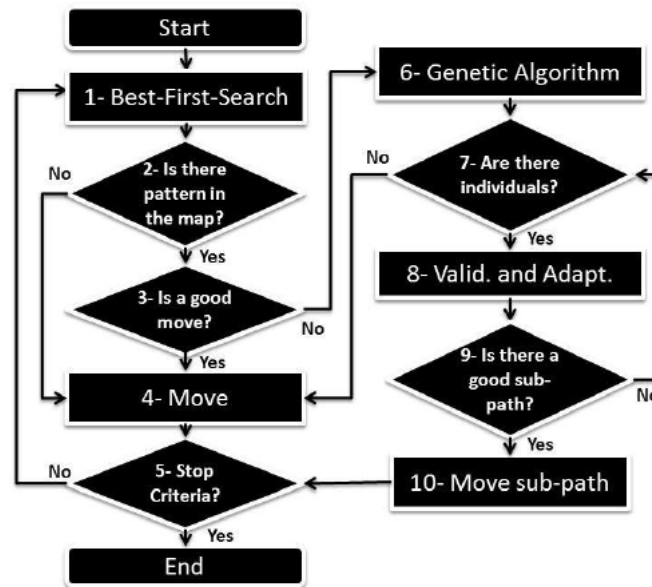 Start
1- Best-First-Search
No
2- Is there
pattern in
the map?
Yes
3- Is a good
move?
No
Yes
4- Move
No
5- Stop
Criteria?
Yes
End
6- Genetic Algorithm
No
7- Are there
individuals?
Yes
8- Valid. and Adapt.
9- Is there a
good sub-
path?
No
Yes
10- Move sub-path